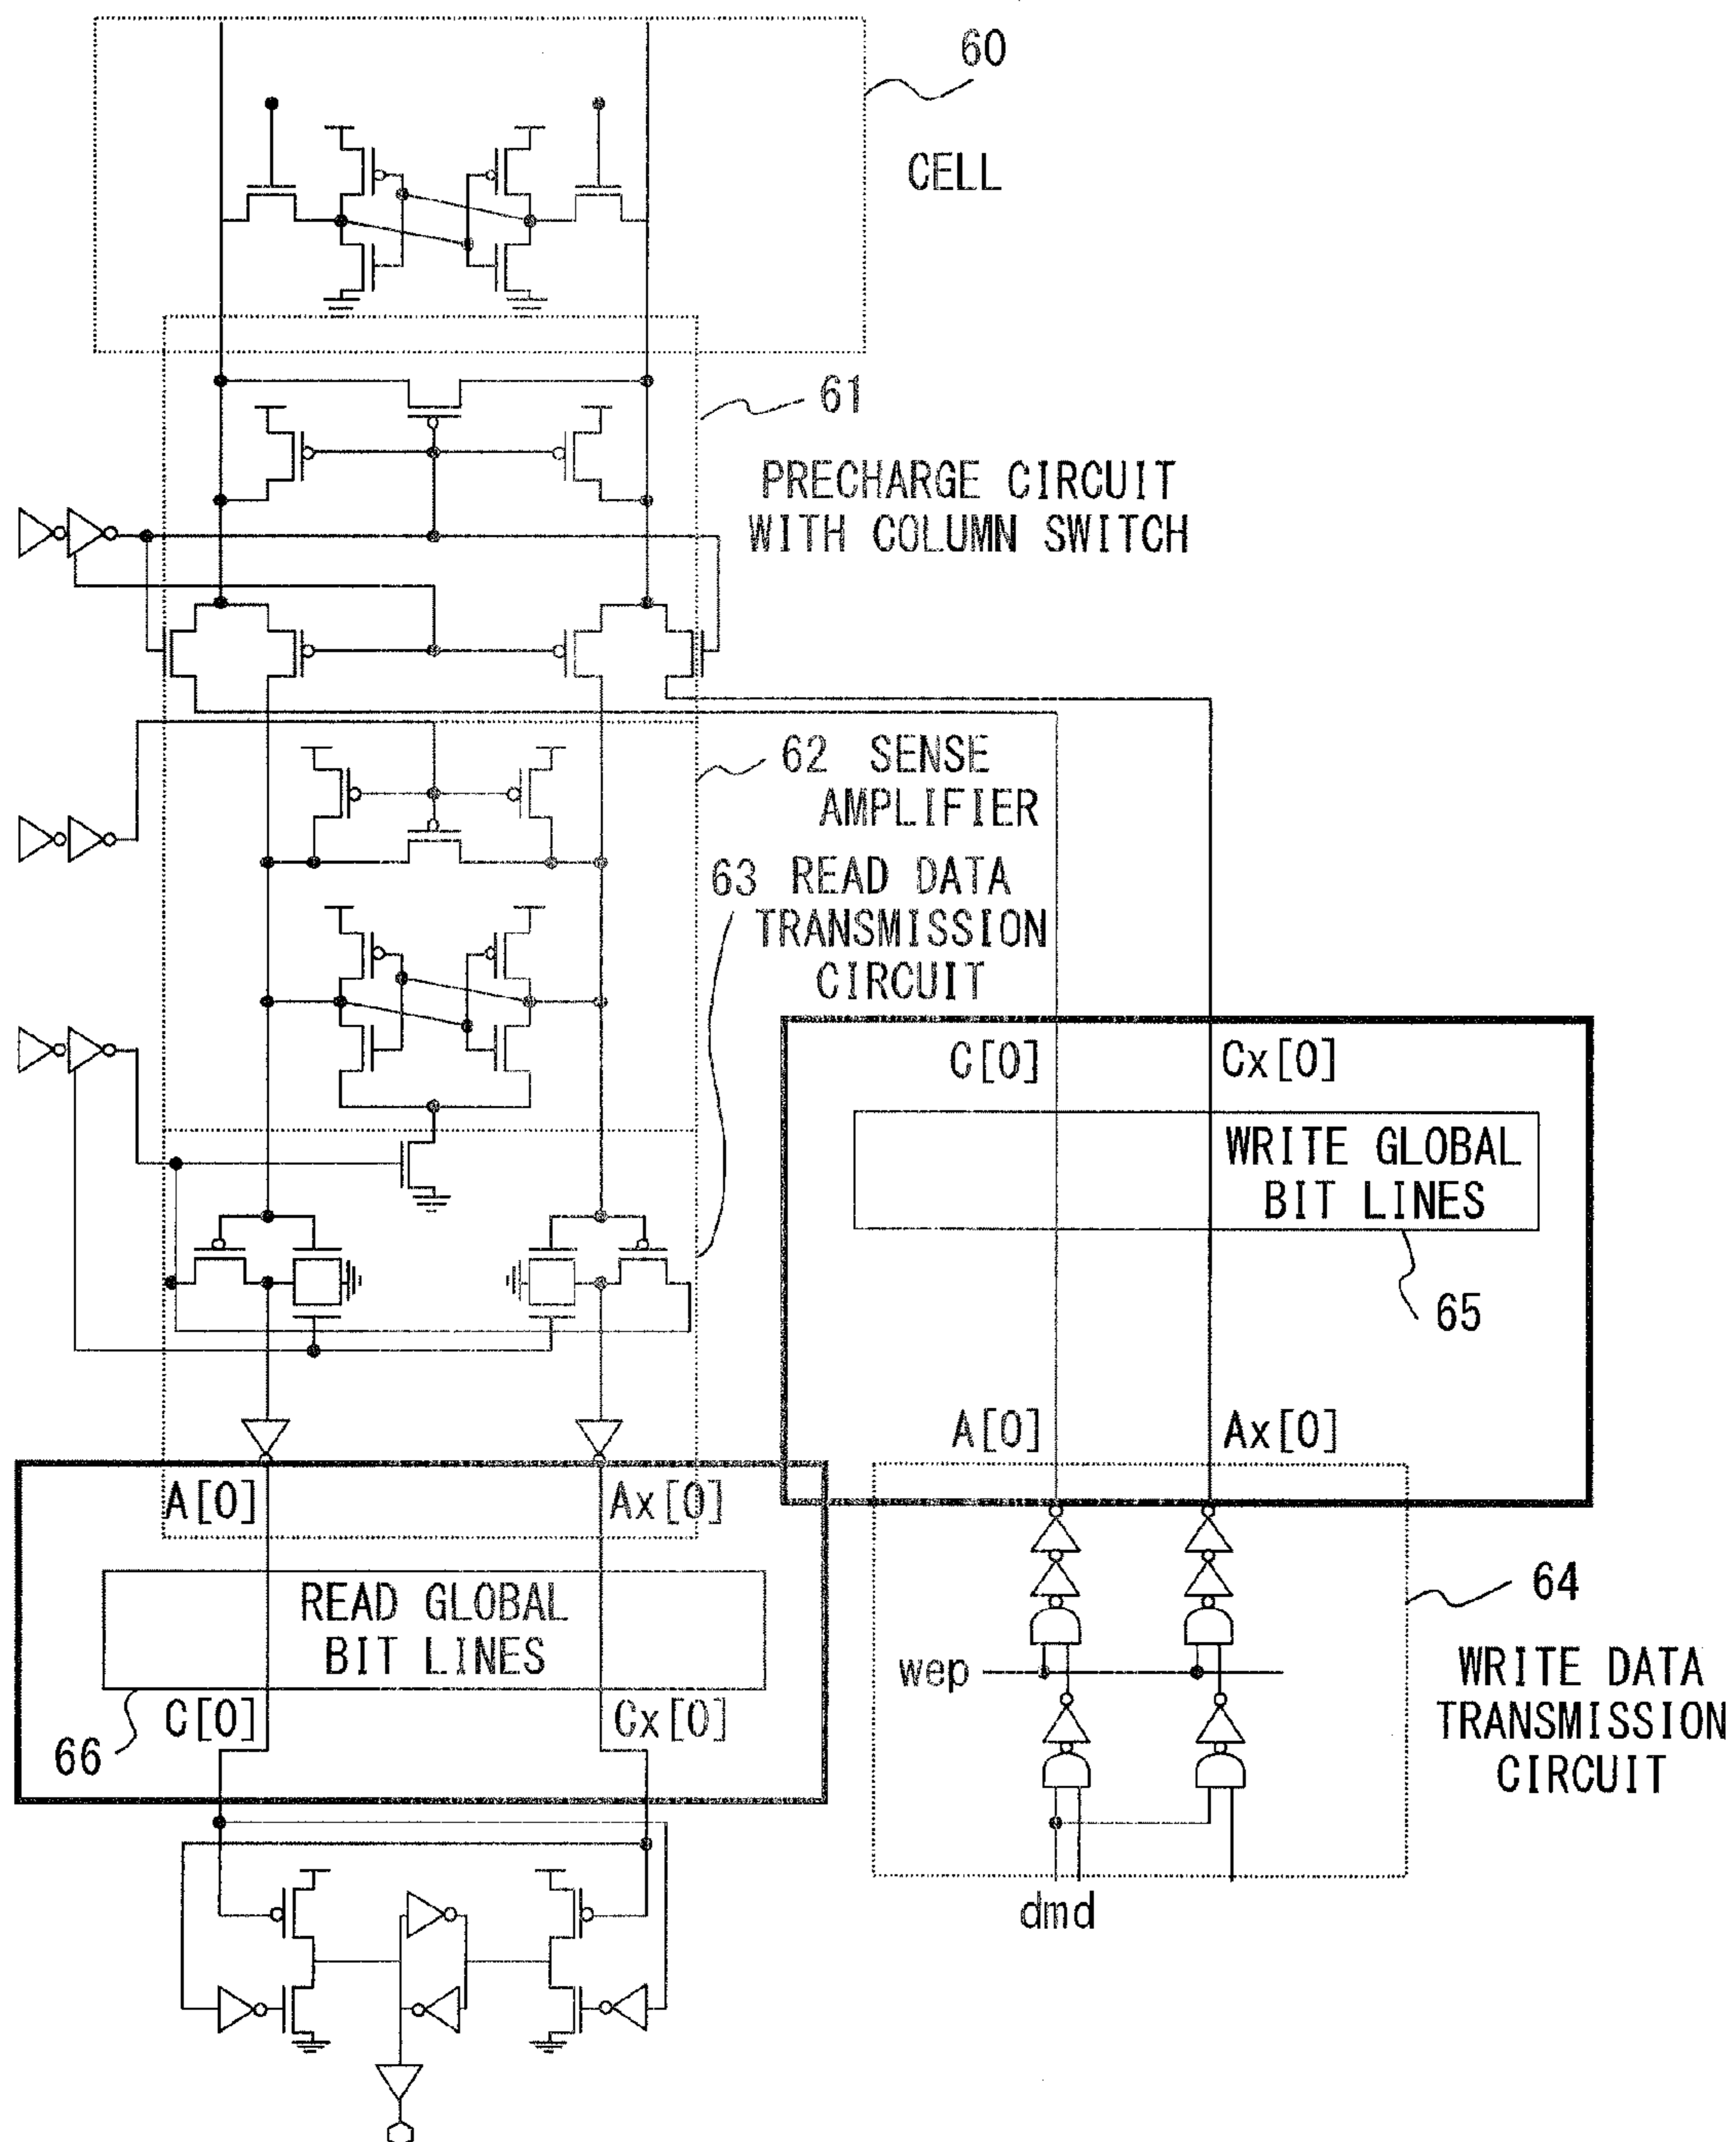 60
CELL
61
PRECHARGE CIRCUIT
WITH COLUMN SWITCH
62 SENSE
AMPLIFIER
63 READ DATA
TRANSMISSION
CIRCUIT
C[0]
Cx[0]
WRITE GLOBAL
BIT LINES
65
A[0]
Ax[0]
A[0]
Ax[0]
READ GLOBAL
BIT LINES
C[0]
Cx[0]
66
64
wep
WRITE DATA
TRANSMISSION
CIRCUIT
dmd